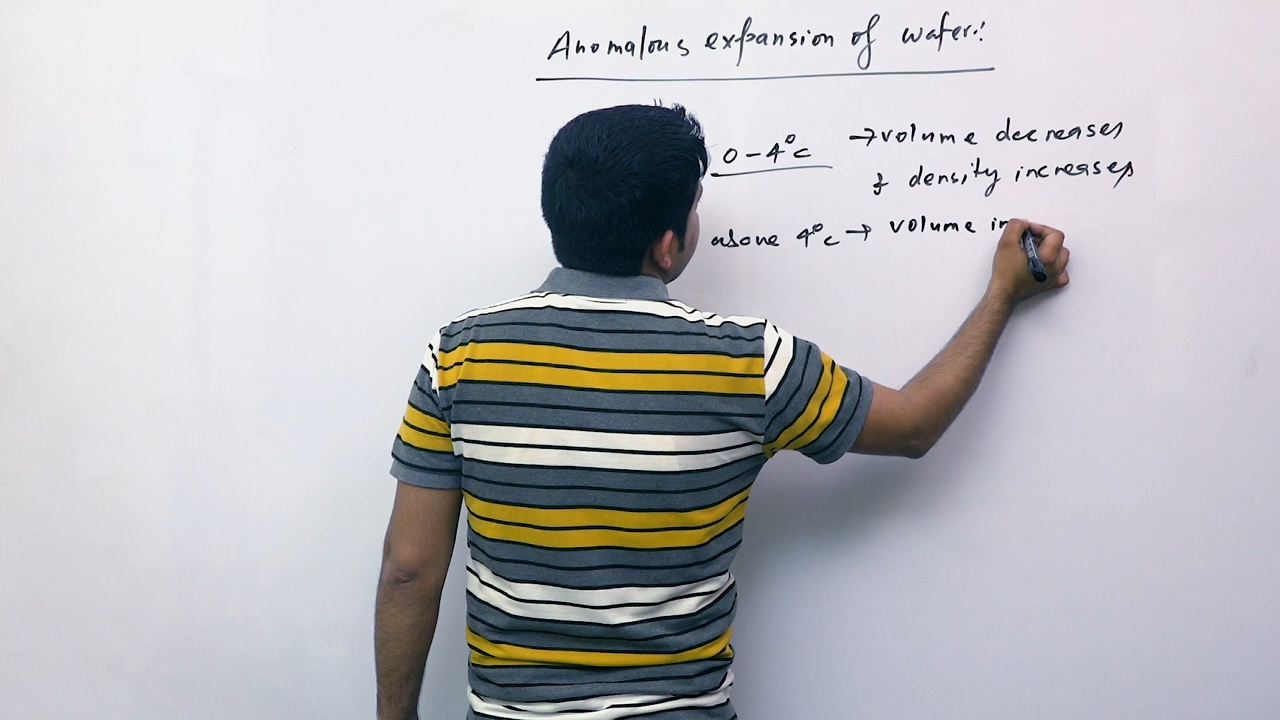 Anomalous expansion of water:
0-4°c → volume decreases
& density increases
above 4°c → volume in